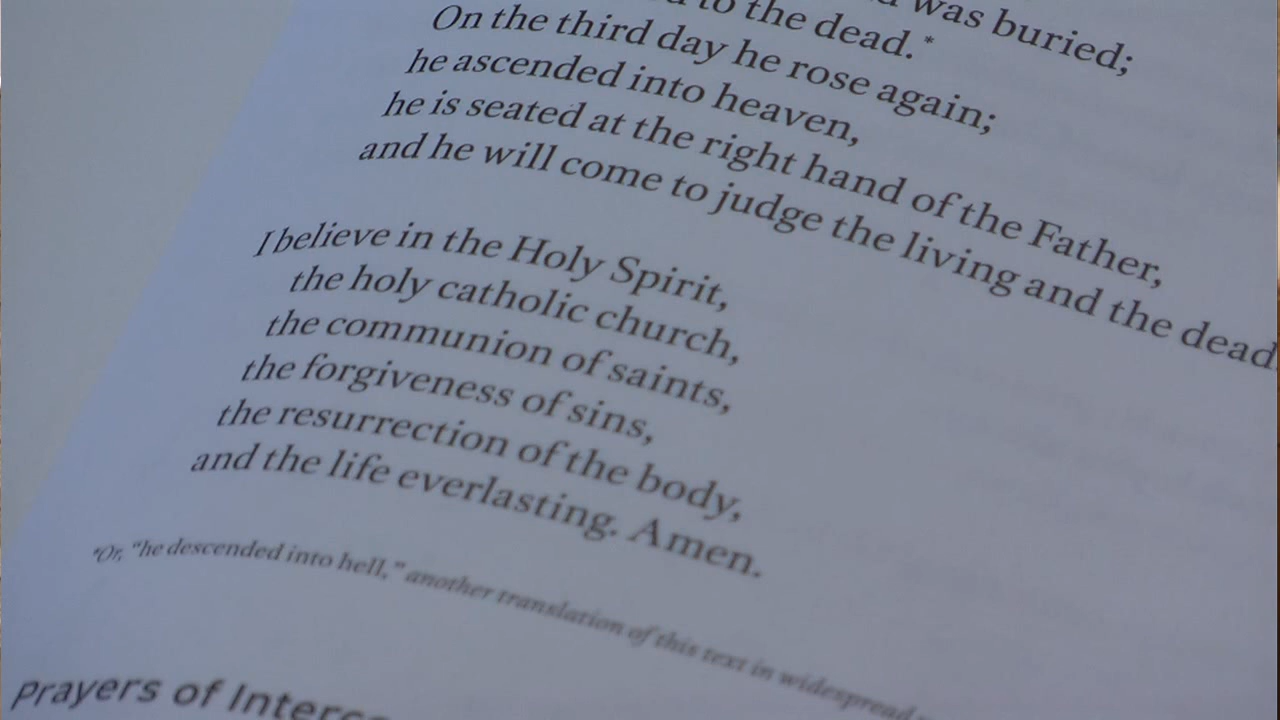 was buried;
to the dead.*
On the third day he rose again;
he ascended into heaven,
he is seated at the right hand of the Father,
and he will come to judge the living and the dead.
I believe in the Holy Spirit,
the holy catholic church,
the communion of saints,
the forgiveness of sins,
the resurrection of the body,
and the life everlasting. Amen.
*Or, “he descended into hell,” another translation of this text in widespread
Prayers of